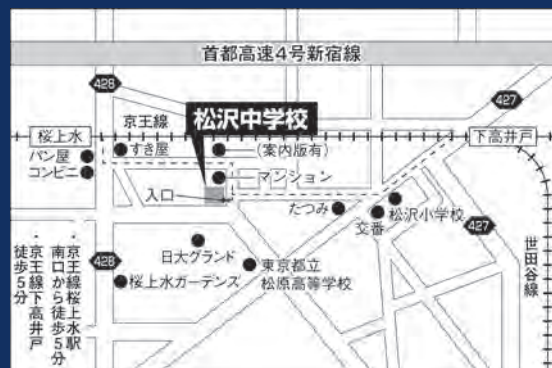 首都高速4号新宿線
428
427
松沢中学校
京王線
桜上水
下高井戸
パン屋
コンビニ
すき屋
(案内版有)
マンション
入口
たつみ
松沢小学校
交番
427
世田谷線
日大グランド
東京都立
松原高等学校
428
桜上水ガーデンズ
・京王線桜上水駅
南口から徒歩5分
・京王線下高井戸
徒歩5分